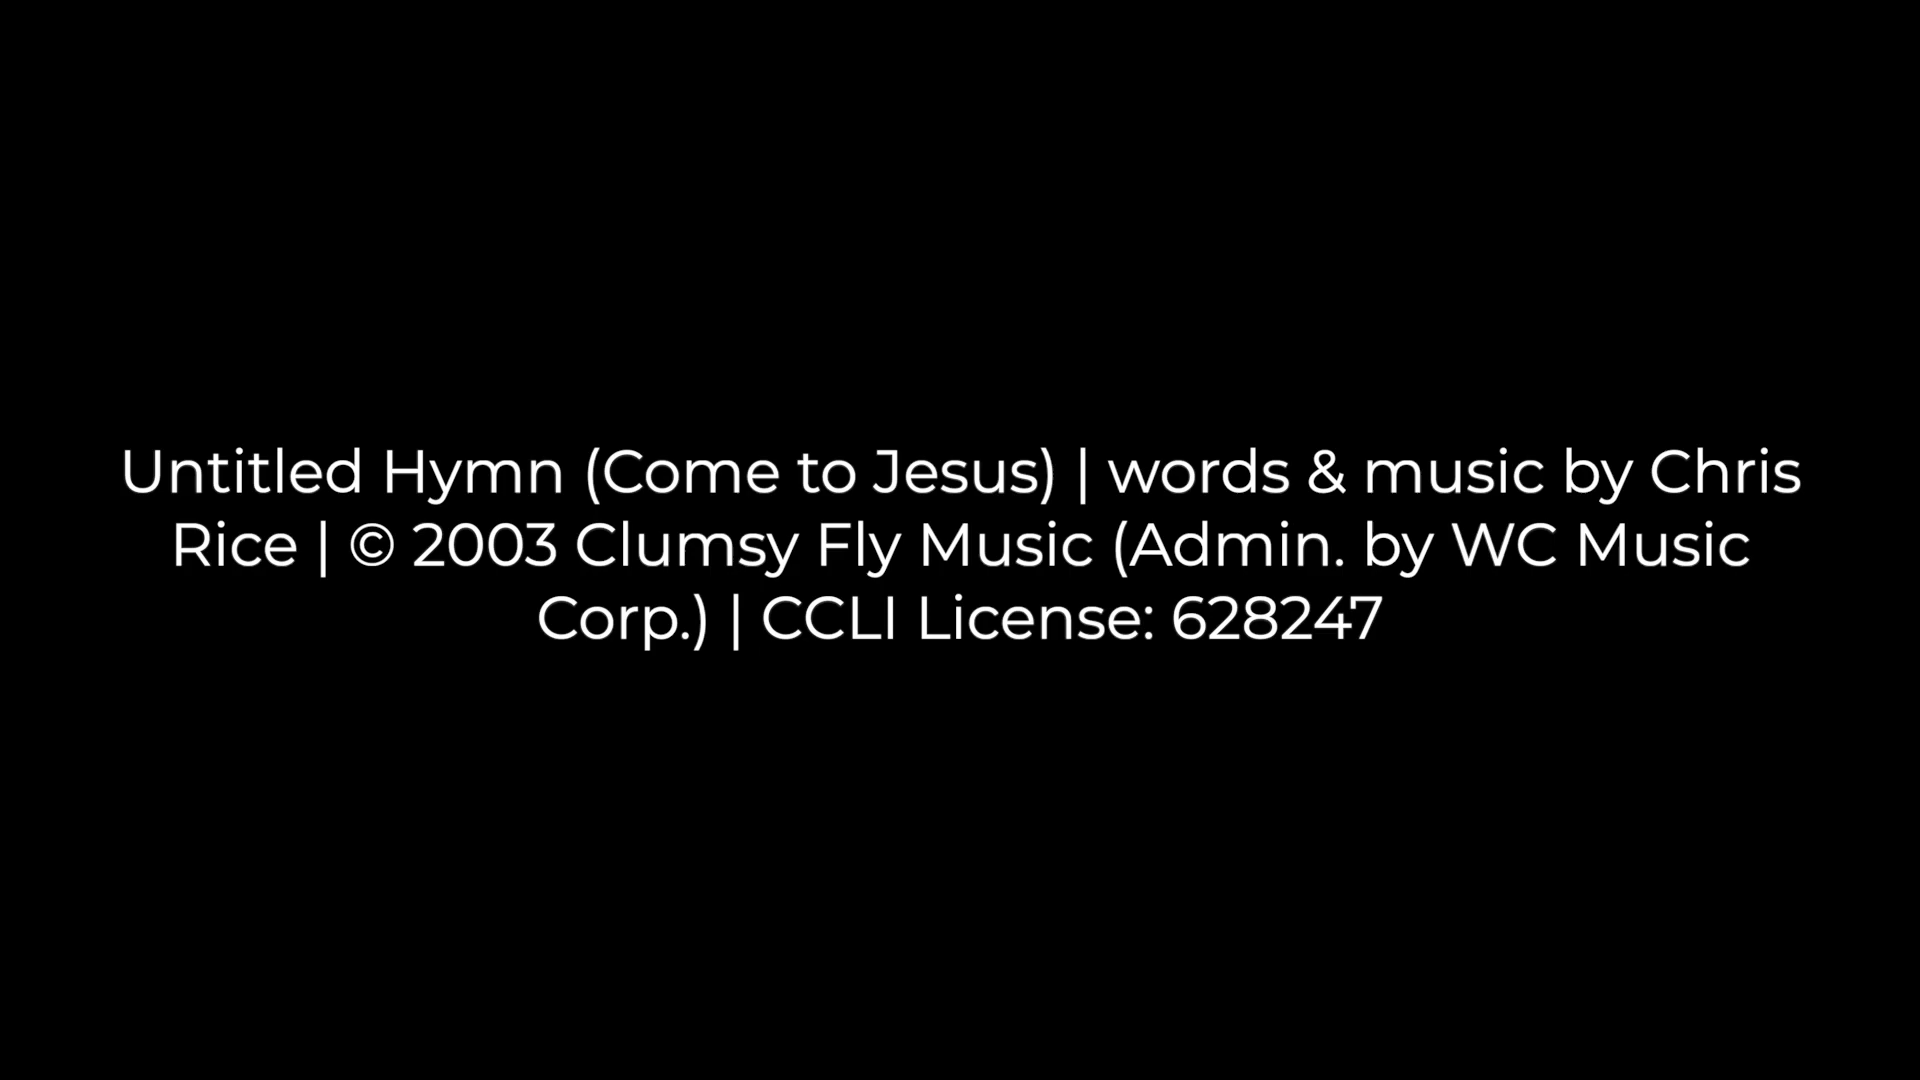 Untitled Hymn (Come to Jesus) | words & music by Chris
Rice | © 2003 Clumsy Fly Music (Admin. by WC Music
Corp.) | CCLI License: 628247